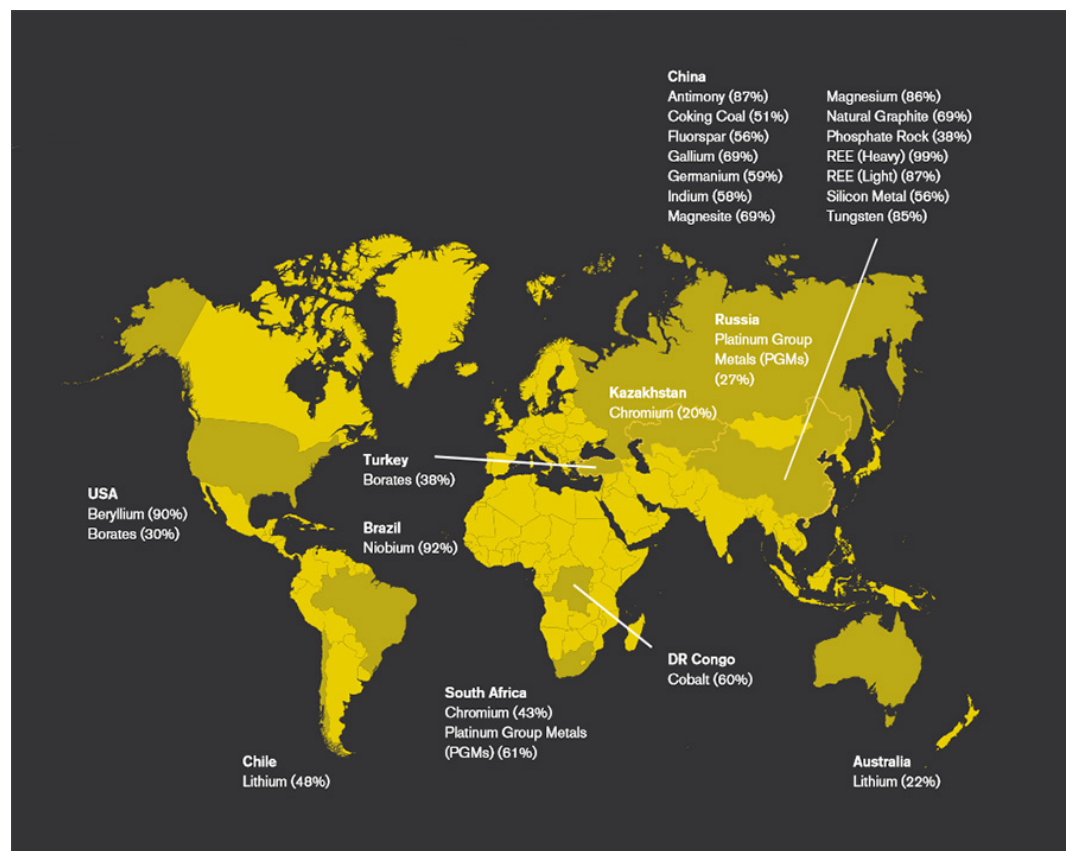 China
Antimony (87%)
Coking Coal (51%)
Fluorspar (56%)
Gallium (69%)
Germanium (59%)
Indium (58%)
Magnesite (69%)
Magnesium (86%)
Natural Graphite (69%)
Phosphate Rock (38%)
REE (Heavy) (99%)
REE (Light) (87%)
Silicon Metal (56%)
Tungsten (85%)
Russia
Platinum Group
Metals (PGMs)
(27%)
Kazakhstan
Chromium (20%)
Turkey
Borates (38%)
USA
Beryllium (90%)
Borates (30%)
Brazil
Niobium (92%)
DR Congo
Cobalt (60%)
South Africa
Chromium (43%)
Platinum Group Metals
(PGMs) (61%)
Chile
Lithium (48%)
Australia
Lithium (22%)